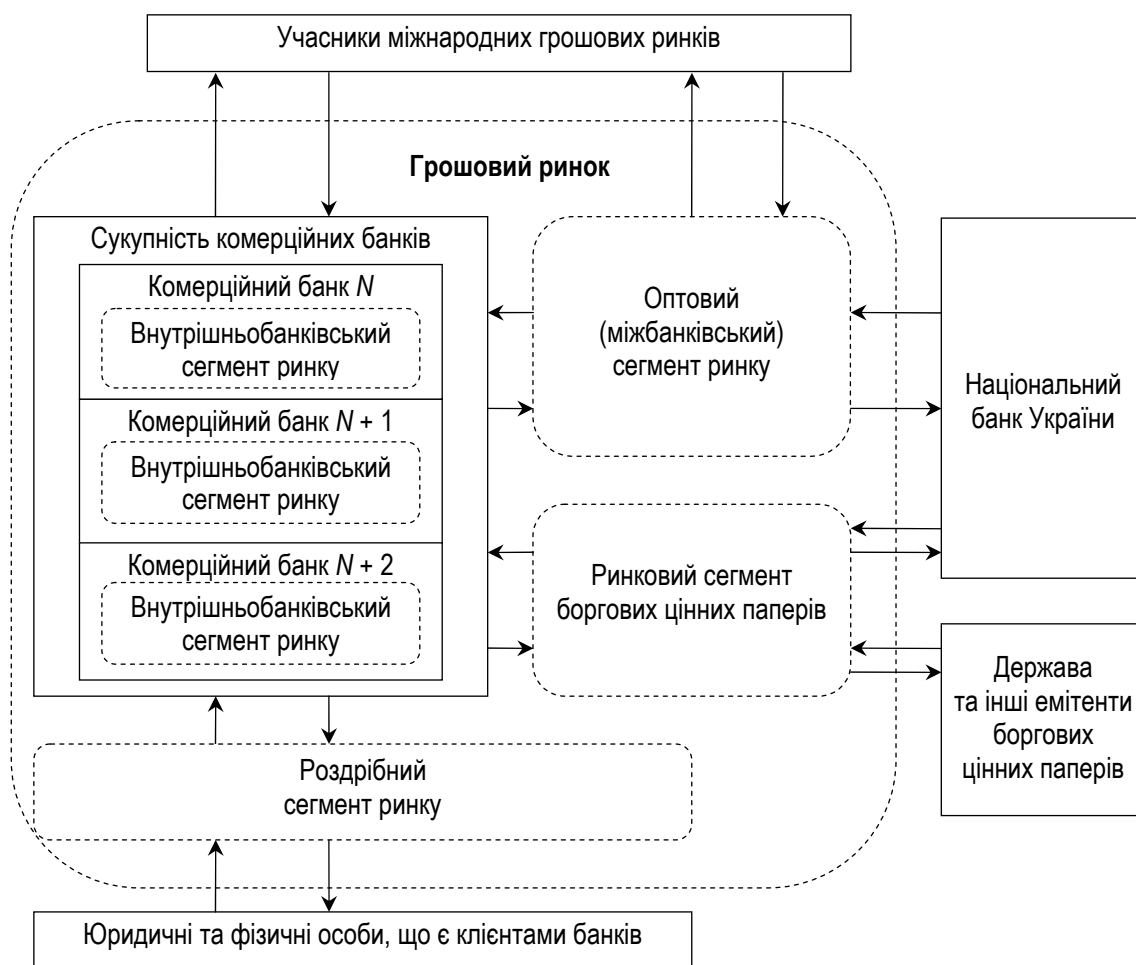 Учасники міжнародних грошових ринків
Грошовий ринок
Сукупність комерційних банків
Комерційний банк N
Внутрішньобанківський
сегмент ринку
Комерційний банк N + 1
Внутрішньобанківський
сегмент ринку
Комерційний банк N + 2
Внутрішньобанківський
сегмент ринку
Оптовий
(міжбанківський)
сегмент ринку
Ринковий сегмент
боргових цінних паперів
Національний
банк України
Держава
та інші емітенти
боргових
цінних паперів
Роздрібний
сегмент ринку
Юридичні та фізичні особи, що є клієнтами банків